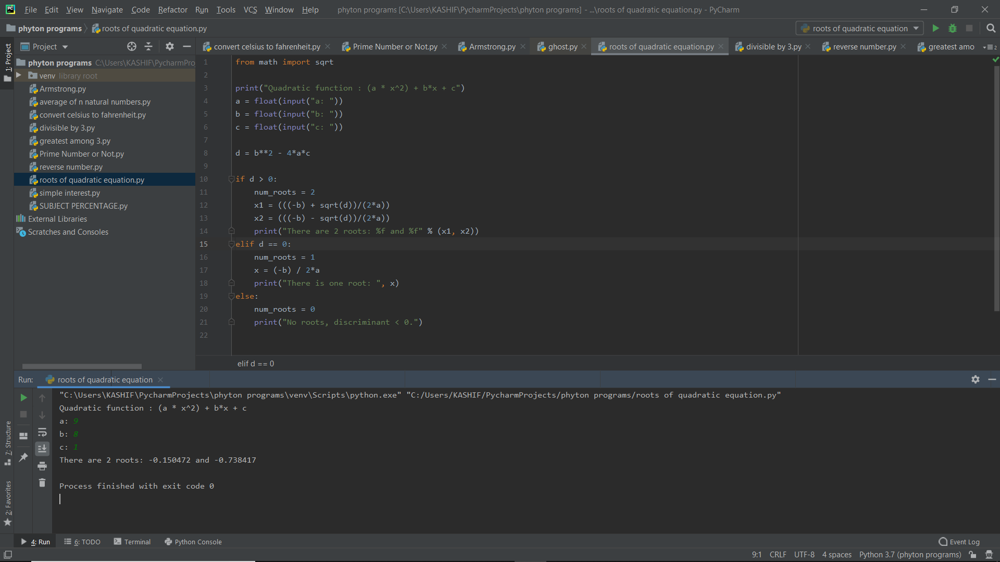 File Edit View Navigate Code Refactor Run Tools VCS Window Help phyton programs [C:\Users\KASHIF\PycharmProjects\phyton programs] - ...\roots of quadratic equation.py - PyCharm
phyton programs roots of quadratic equation.py roots of quadratic equation
Project convert celsius to fahrenheit.py Prime Number or Not.py Armstrong.py ghost.py roots of quadratic equation.py divisible by 3.py reverse number.py greatest amo 2
1: Project
phyton programs C:\Users\KASHIF\PycharmPro
venv library root
Armstrong.py
average of n natural numbers.py
convert celsius to fahrenheit.py
divisible by 3.py
greatest among 3.py
Prime Number or Not.py
reverse number.py
roots of quadratic equation.py
simple interest.py
SUBJECT PERCENTAGE.py
External Libraries
Scratches and Consoles
1 from math import sqrt
2
3 print("Quadratic function : (a * x^2) + b*x + c")
4 a = float(input("a: "))
5 b = float(input("b: "))
6 c = float(input("c: "))
7
8 d = b**2 - 4*a*c
9
10 if d > 0:
11 num_roots = 2
12 x1 = (((-b) + sqrt(d))/(2*a))
13 x2 = (((-b) - sqrt(d))/(2*a))
14 print("There are 2 roots: %f and %f" % (x1, x2))
15 elif d == 0:
16 num_roots = 1
17 x = (-b) / 2*a
18 print("There is one root: ", x)
19 else:
20 num_roots = 0
21 print("No roots, discriminant < 0.")
22
elif d == 0
Run: roots of quadratic equation
"C:\Users\KASHIF\PycharmProjects\phyton programs\venv\Scripts\python.exe" "C:/Users/KASHIF/PycharmProjects/phyton programs/roots of quadratic equation.py"
Quadratic function : (a * x^2) + b*x + c
a: 9
b: 8
c: 1
There are 2 roots: -0.150472 and -0.738417
Process finished with exit code 0
7: Structure
2: Favorites
4: Run 6: TODO Terminal Python Console Event Log
9:1 CRLF UTF-8 4 spaces Python 3.7 (phyton programs)